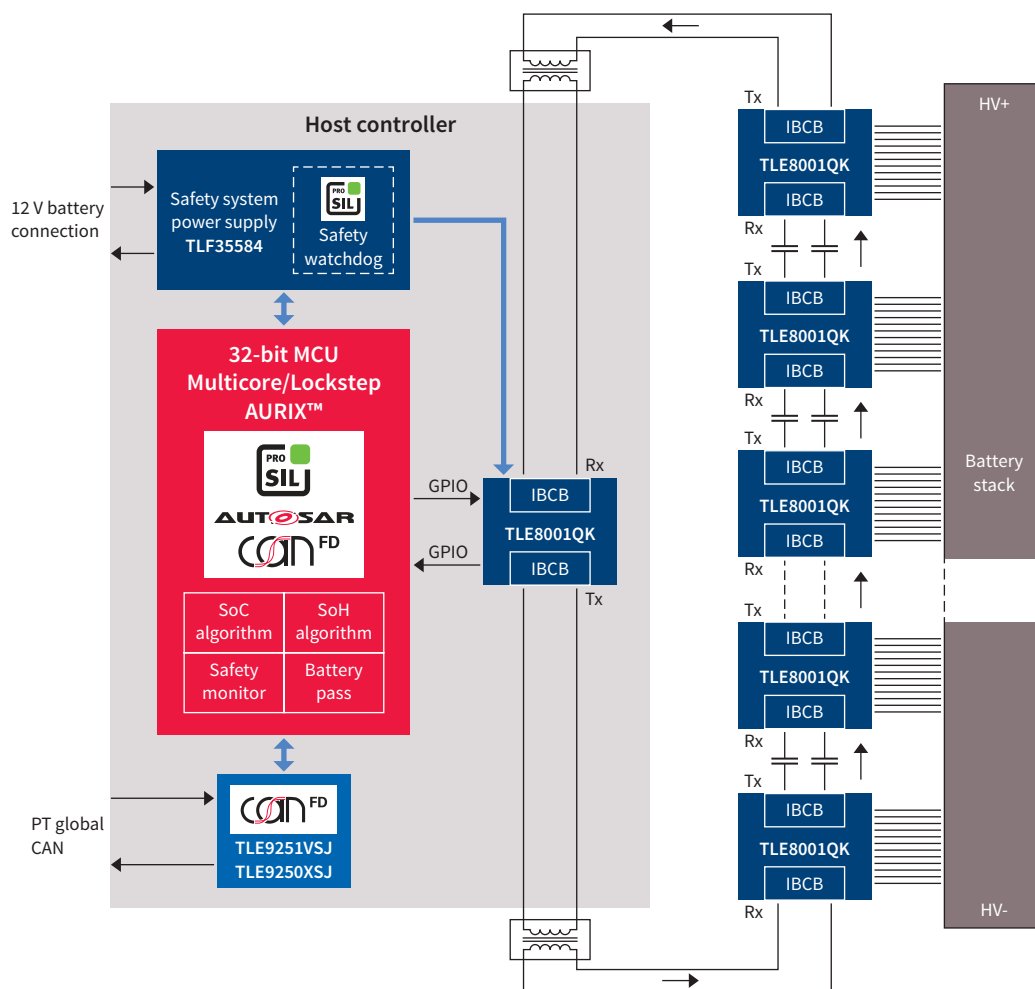 Host controller
12 V battery
connection
Safety system
power supply
TLF35584
PRO
SIL
Safety
watchdog
32-bit MCU
Multicore/Lockstep
AURIX™
PRO
SIL
AUTOSAR
CAN FD
SoC
algorithm
SoH
algorithm
Safety
monitor
Battery
pass
GPIO
GPIO
Rx
IBCB
TLE8001QK
IBCB
Tx
PT global
CAN
CAN FD
TLE9251VSJ
TLE9250XSJ
Tx
IBCB
TLE8001QK
IBCB
Rx
Tx
IBCB
TLE8001QK
IBCB
Rx
Tx
IBCB
TLE8001QK
IBCB
Rx
Tx
IBCB
TLE8001QK
IBCB
Rx
Tx
IBCB
TLE8001QK
IBCB
Rx
HV+
Battery
stack
HV-